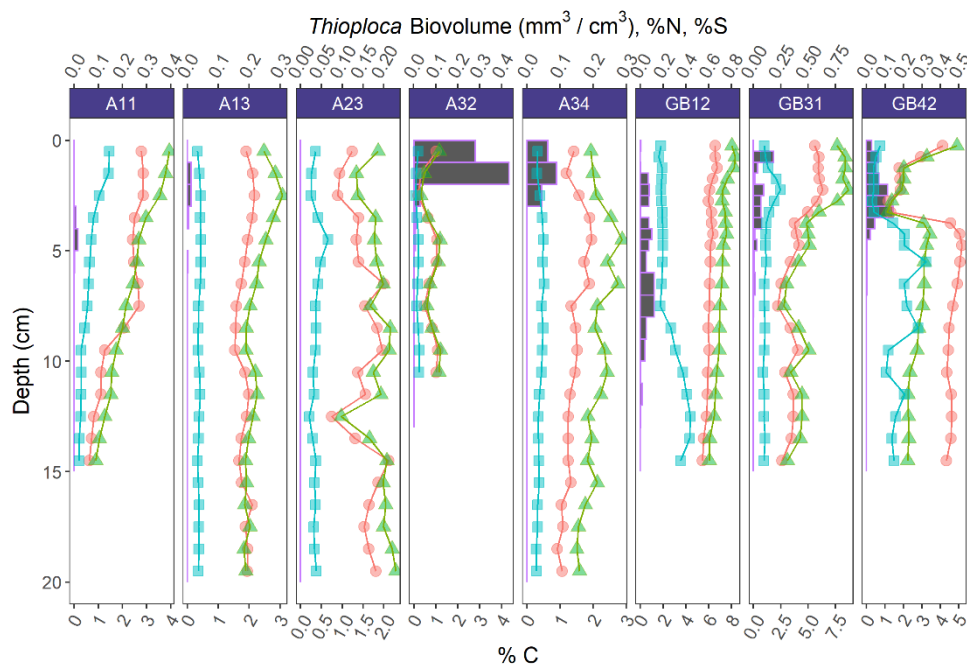 Thioploca Biovolume (mm³ / cm³), %N, %S
0.0 0.1 0.2 0.3 0.4 0.0 0.1 0.2 0.3 0.00 0.05 0.10 0.15 0.20 0.0 0.1 0.2 0.3 0.4 0.0 0.1 0.2 0.3 0.0 0.2 0.4 0.6 0.8 0.00 0.25 0.50 0.75 0.0 0.1 0.2 0.3 0.4 0.5
A11 A13 A23 A32 A34 GB12 GB31 GB42
0
5
10
15
20
Depth (cm)
0 1 2 3 4 0 1 2 3 0.0 0.5 1.0 1.5 2.0 0 1 2 3 4 0 1 2 3 0 2 4 6 8 0.0 2.5 5.0 7.5 0 1 2 3 4 5
% C